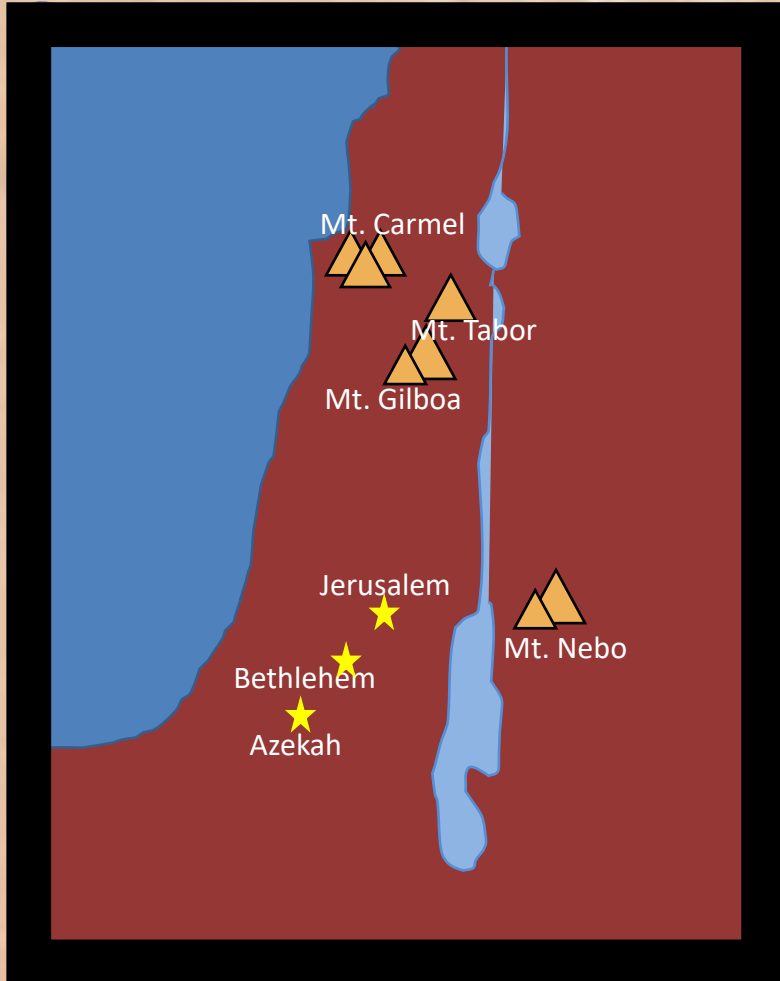 Mt. Carmel
Mt. Tabor
Mt. Gilboa
Jerusalem
Mt. Nebo
Bethlehem
Azekah